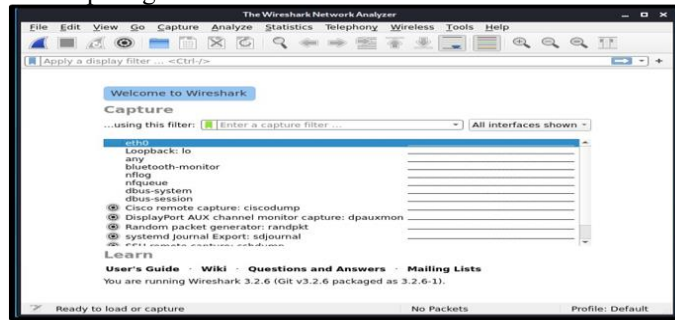 The Wireshark Network Analyzer
File Edit View Go Capture Analyze Statistics Telephony Wireless Tools Help
Apply a display filter ... <Ctrl-/>
Welcome to Wireshark
Capture
...using this filter: Enter a capture filter ... All interfaces shown
eth0
Loopback: lo
any
bluetooth-monitor
nflog
nfqueue
dbus-system
dbus-session
Cisco remote capture: ciscodump
DisplayPort AUX channel monitor capture: dpauxmon
Random packet generator: randpkt
systemd Journal Export: sdjournal
Learn
User's Guide · Wiki · Questions and Answers · Mailing Lists
You are running Wireshark 3.2.6 (Git v3.2.6 packaged as 3.2.6-1).
Ready to load or capture No Packets Profile: Default